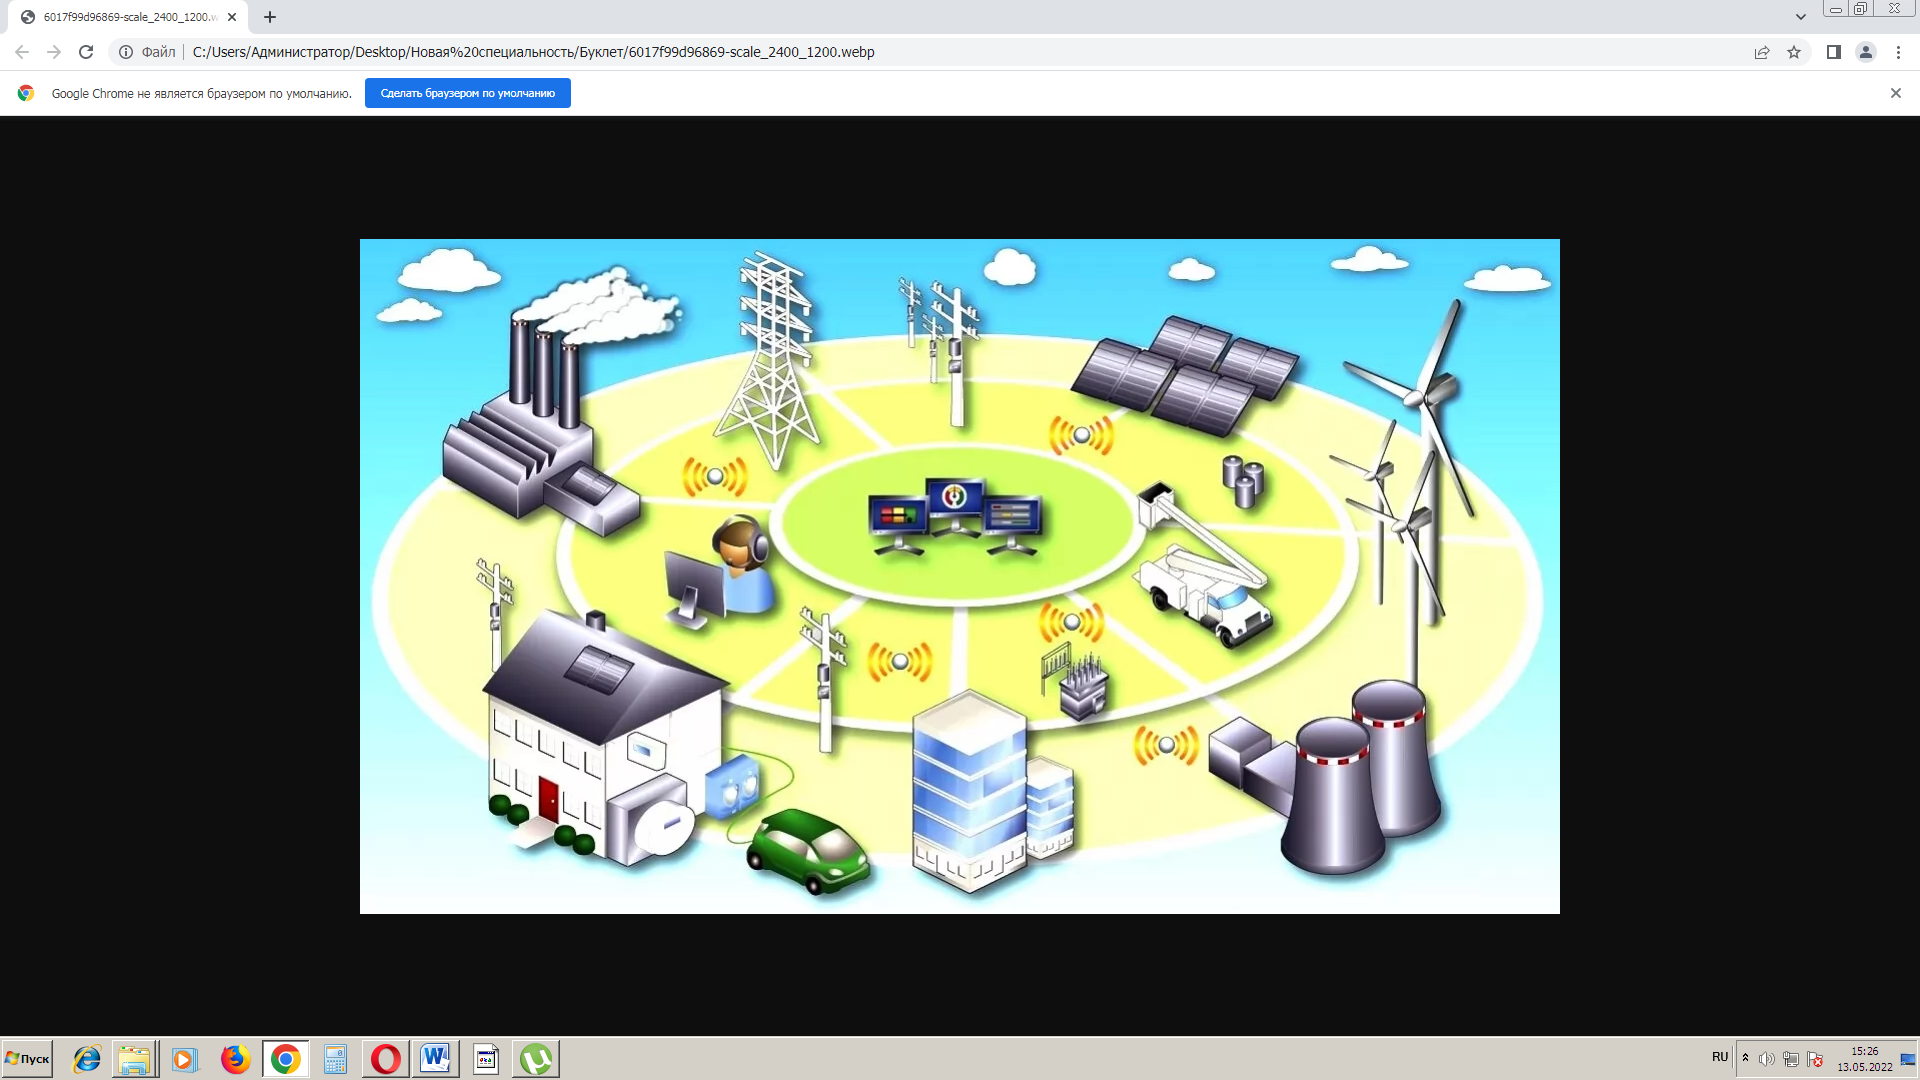 6017f99d96869-scale_2400_1200.w
Файл
C:/Users/Администратор/Desktop/Новая%20специальность/Буклет/6017f99d96869-scale_2400_1200.webp
Google Chrome не является браузером по умолчанию.
Сделать браузером по умолчанию
Пуск
RU
15:26
13.05.2022